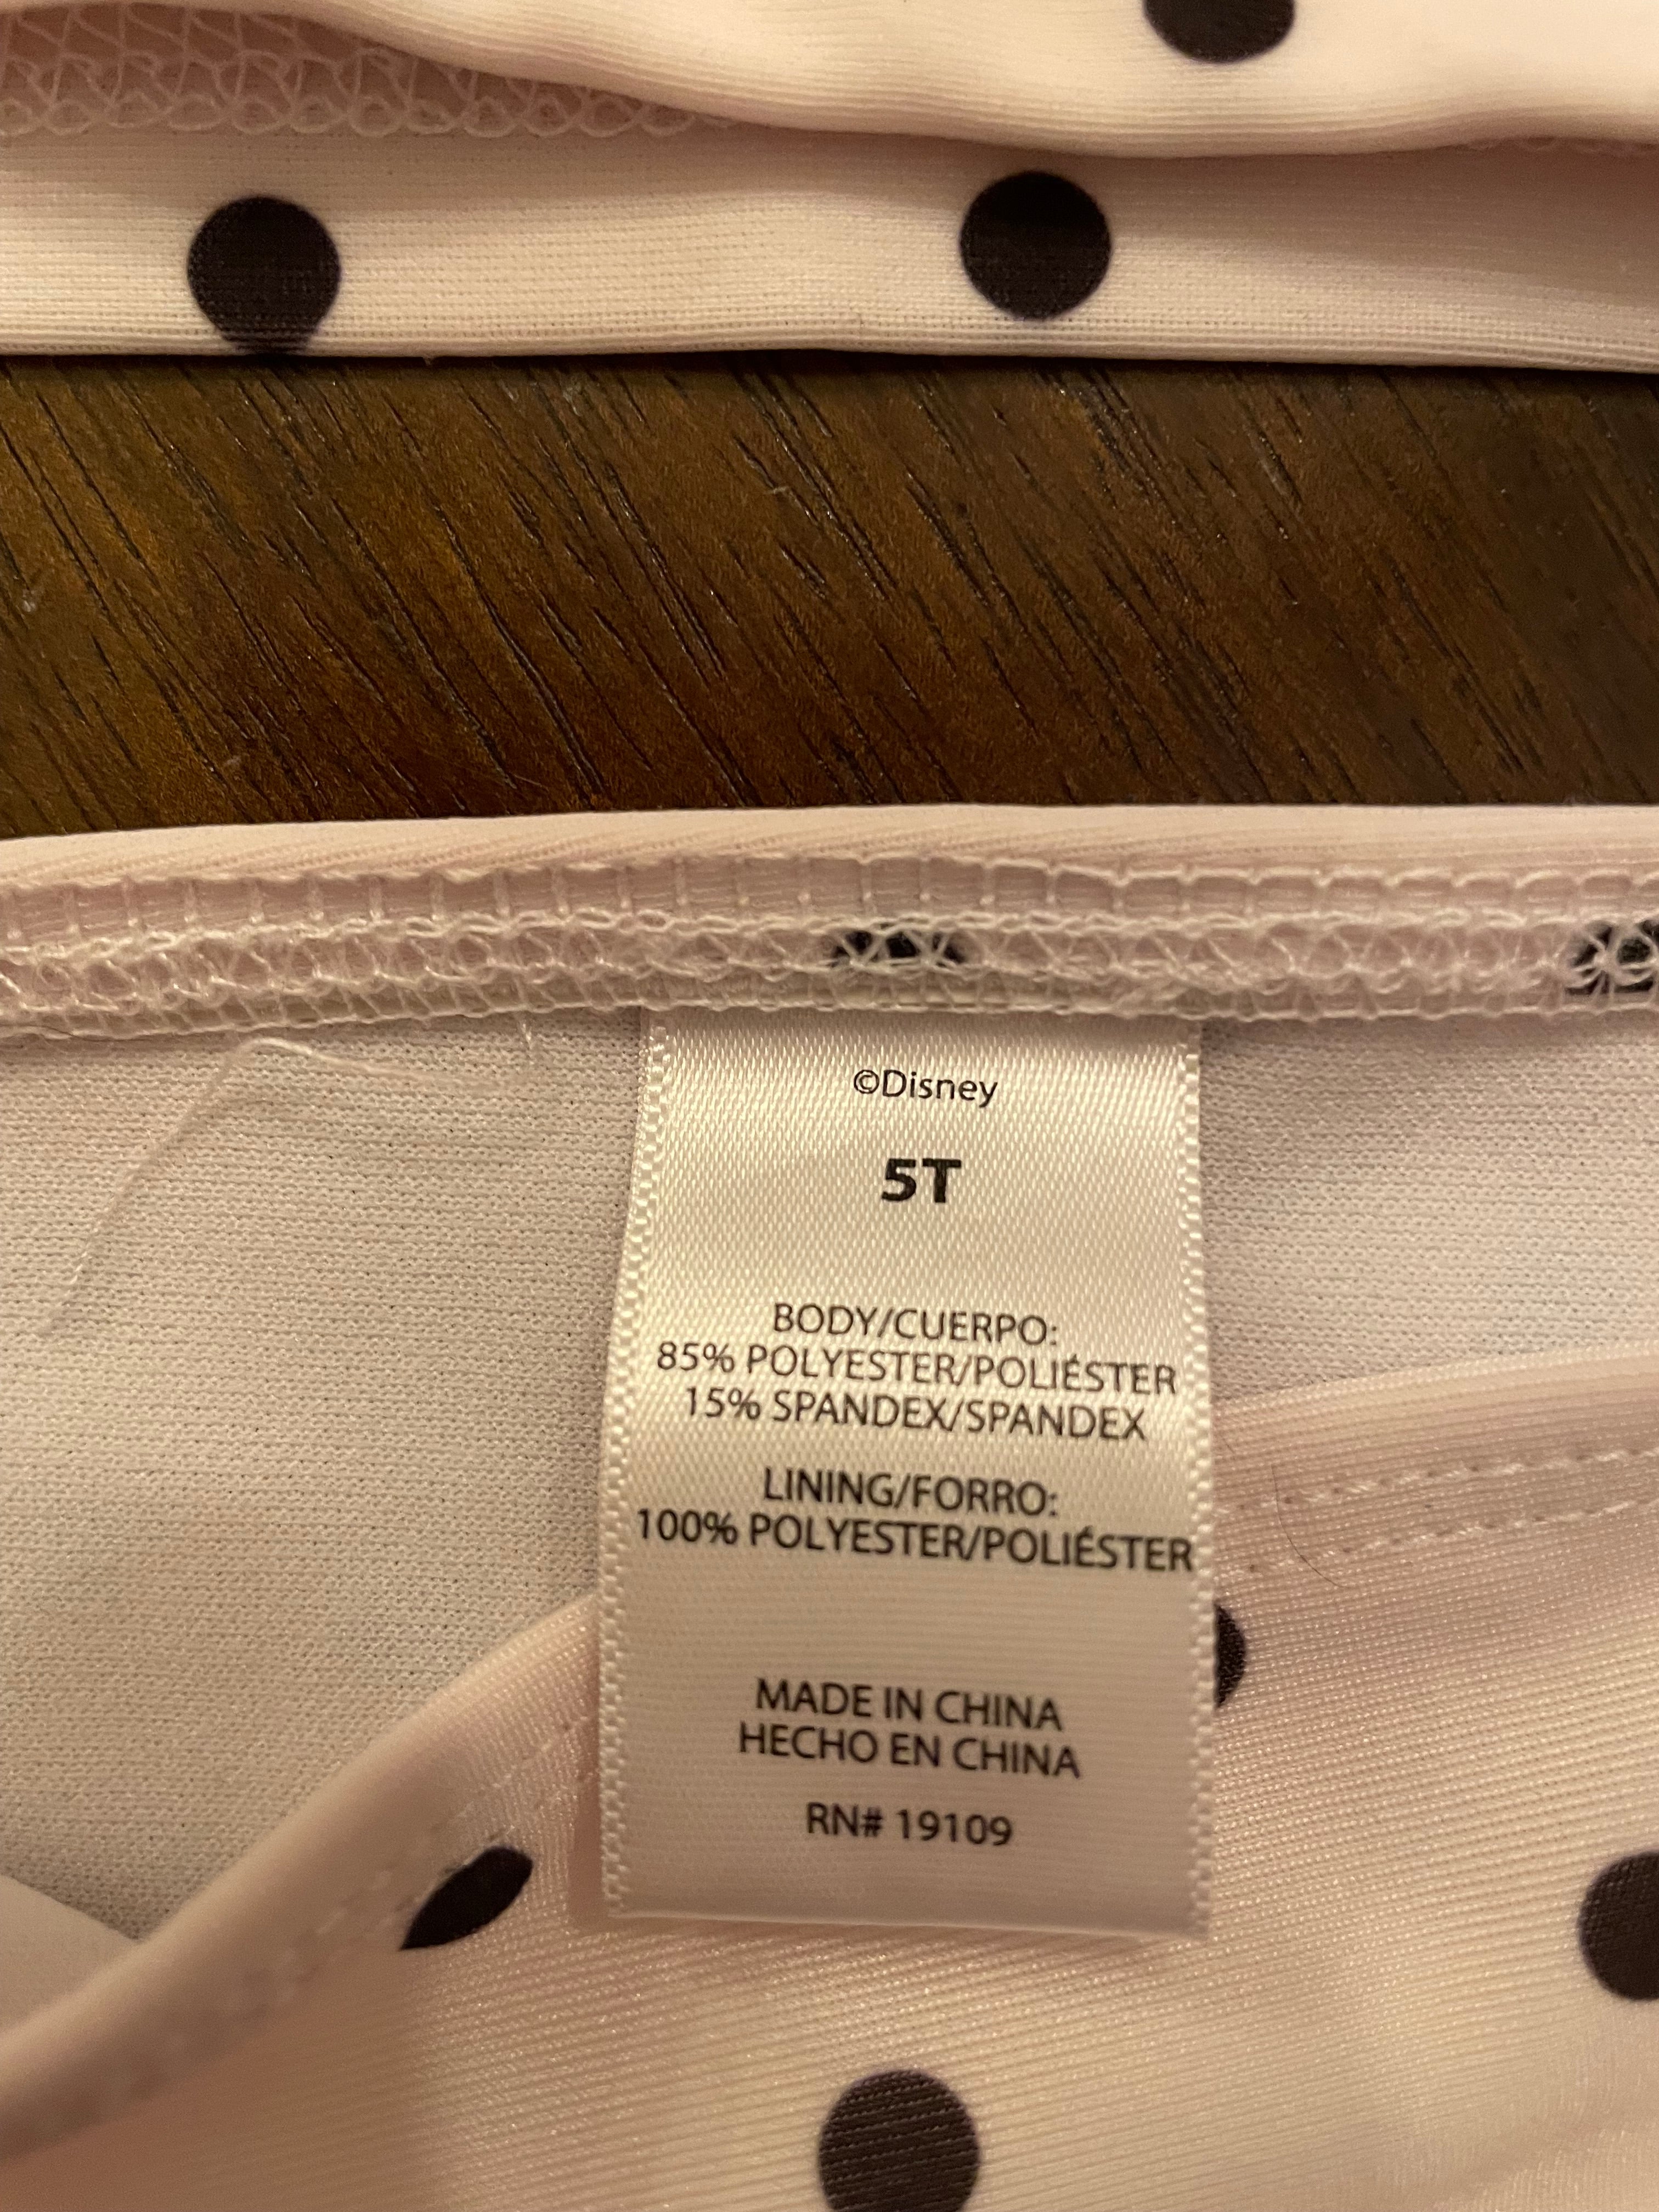 ©Disney
5T
BODY/CUERPO:
85% POLYESTER/POLIÉSTER
15% SPANDEX/SPANDEX
LINING/FORRO:
100% POLYESTER/POLIÉSTER
MADE IN CHINA
HECHO EN CHINA
RN# 19109